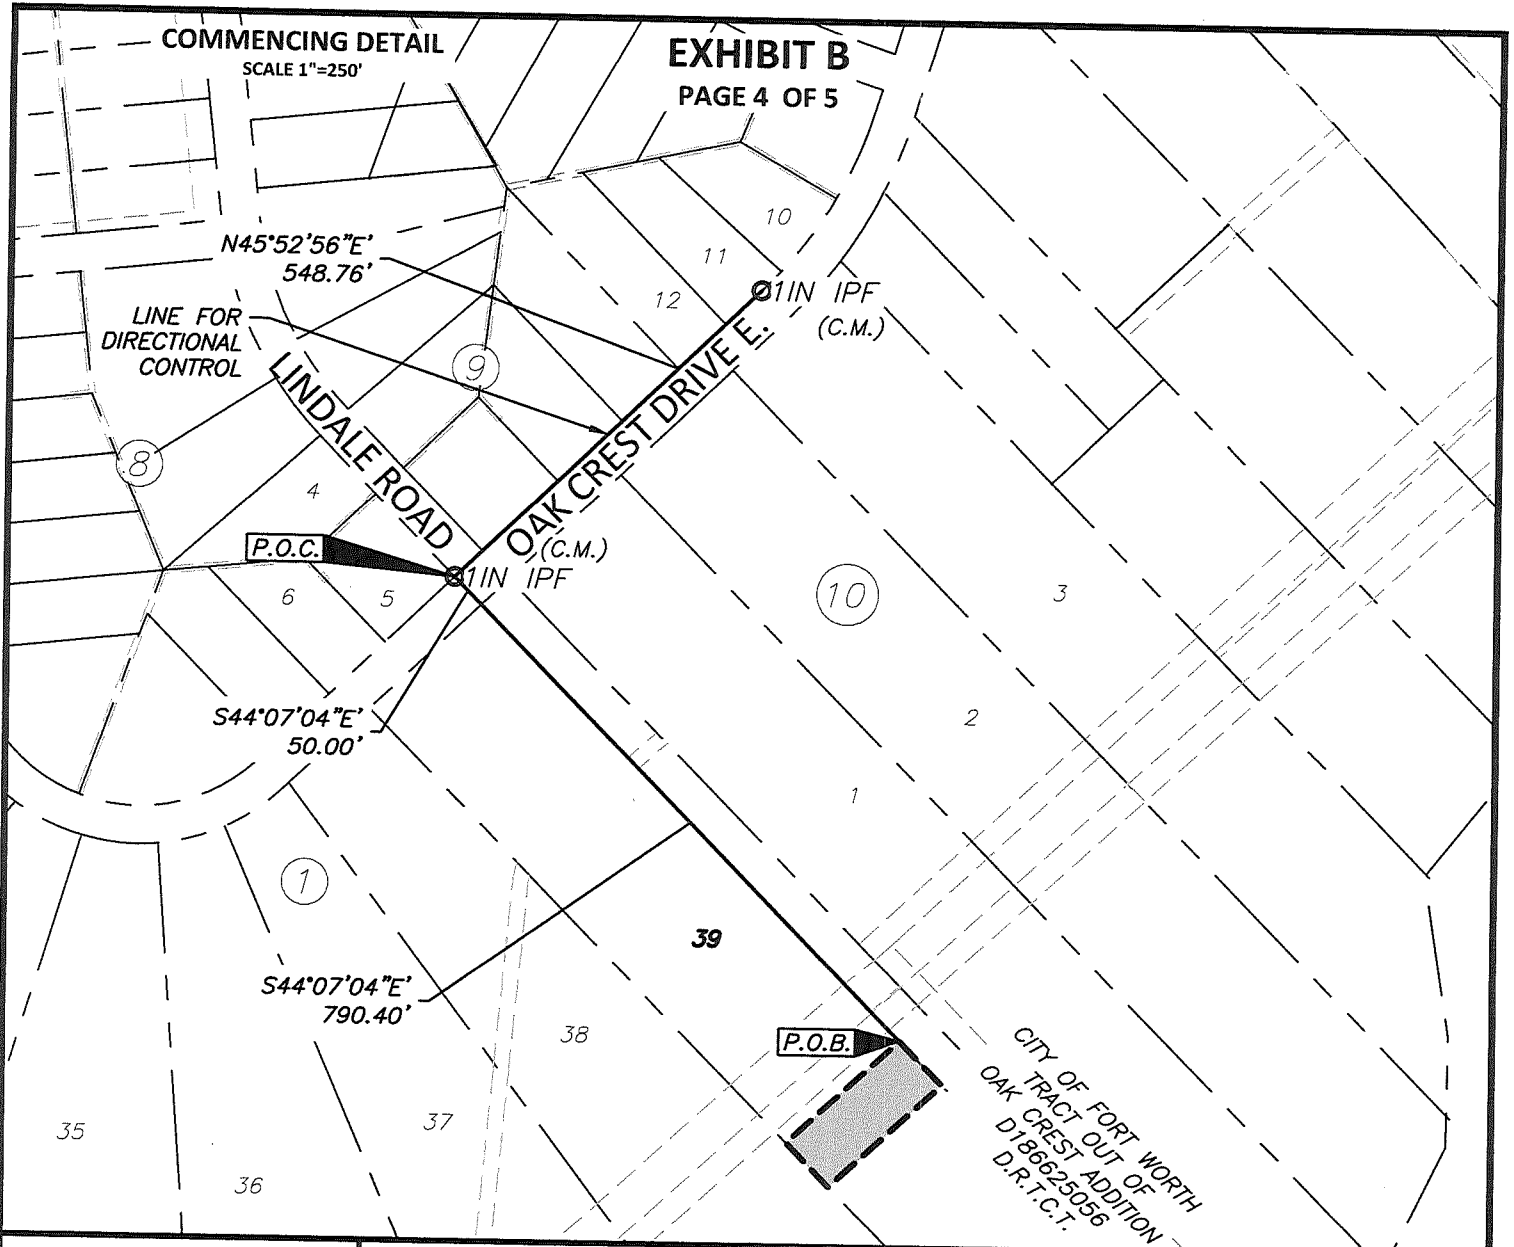 COMMENCING DETAIL
SCALE 1"=250'
EXHIBIT B
PAGE 4 OF 5
N45°52'56"E'
548.76'
LINE FOR
DIRECTIONAL
CONTROL
LINDALE ROAD
OAK CREST DRIVE E.
10
11
12
1IN IPF
(C.M.)
9
8
4
P.O.C.
(C.M.)
1IN IPF
6
5
10
3
2
1
S44°07'04"E'
50.00'
1
39
S44°07'04"E'
790.40'
38
37
35
36
P.O.B.
CITY OF FORT WORTH
TRACT OUT OF
OAK CREST ADDITION
D186625056
D.R.T.C.T.